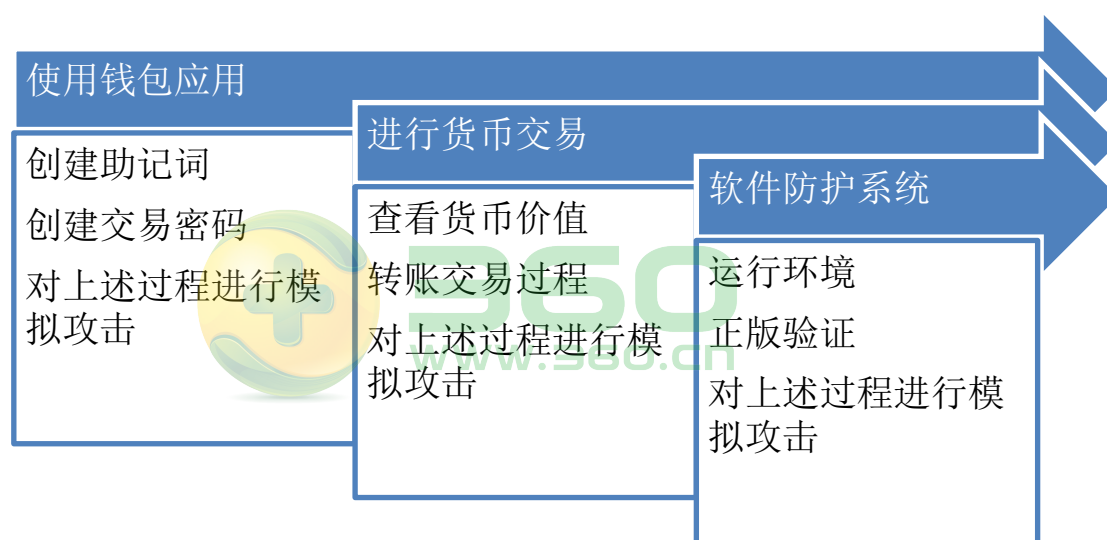 使用钱包应用
创建助记词
创建交易密码
对上述过程进行模
拟攻击
进行货币交易
查看货币价值
转账交易过程
对上述过程进行模
拟攻击
软件防护系统
运行环境
正版验证
对上述过程进行模
拟攻击
360
www.360.cn